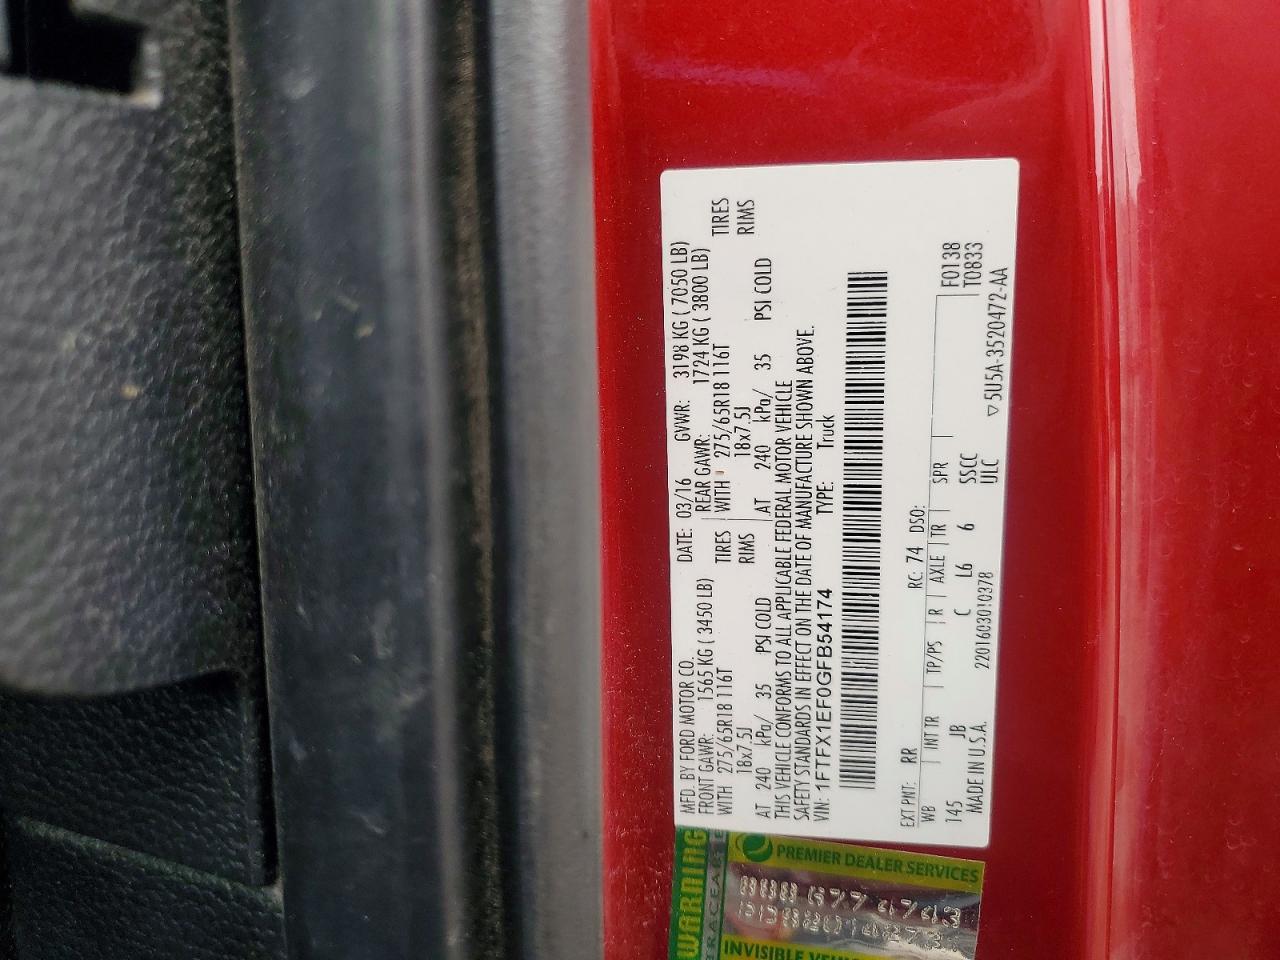 MFD. BY FORD MOTOR CO.
DATE: 03/16 GVWR: 3198 KG ( 7050 LB)
FRONT GAWR: 1565 KG ( 3450 LB)
REAR GAWR: 1724 KG ( 3800 LB)
WITH 275/65R18 116T TIRES
WITH 275/65R18 116T TIRES
18x7.5J RIMS
18x7.5J RIMS
AT 240 kPa/ 35 PSI COLD
AT 240 kPa/ 35 PSI COLD
THIS VEHICLE CONFORMS TO ALL APPLICABLE FEDERAL MOTOR VEHICLE
SAFETY STANDARDS IN EFFECT ON THE DATE OF MANUFACTURE SHOWN ABOVE.
VIN: 1FTFX1EF0GFB54174 TYPE: Truck
EXT PNT: RR RC: 74 DSO:
WB INT TR TP/PS R AXLE TR SPR F0138
145 JB C L6 6 SSCC T0833
ULC
MADE IN U.S.A. 2201603010378 ▽5U5A-3520472-AA
WARNING
PREMIER DEALER SERVICES